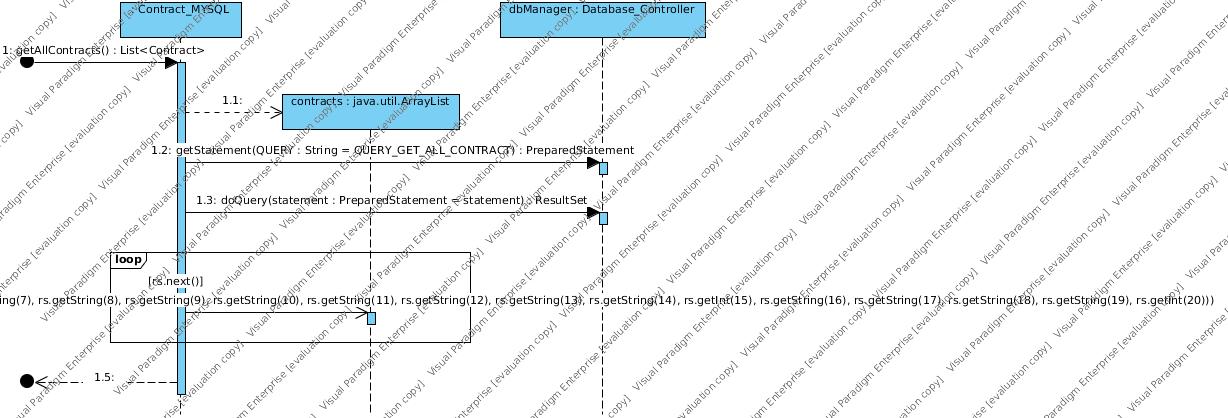 Contract_MYSQL
dbManager : Database_Controller
1: getAllContracts() : List<Contract>
1.1:
contracts : java.util.ArrayList
1.2: getStatement(QUERY : String = QUERY_GET_ALL_CONTRACT) : PreparedStatement
1.3: doQuery(statement : PreparedStatement = statement) : ResultSet
loop
[rs.next()]
ing(7), rs.getString(8), rs.getString(9), rs.getString(10), rs.getString(11), rs.getString(12), rs.getString(13), rs.getString(14), rs.getInt(15), rs.getString(16), rs.getString(17), rs.getString(18), rs.getString(19), rs.getInt(20)))
1.5:
Visual Paradigm Enterprise [evaluation copy]